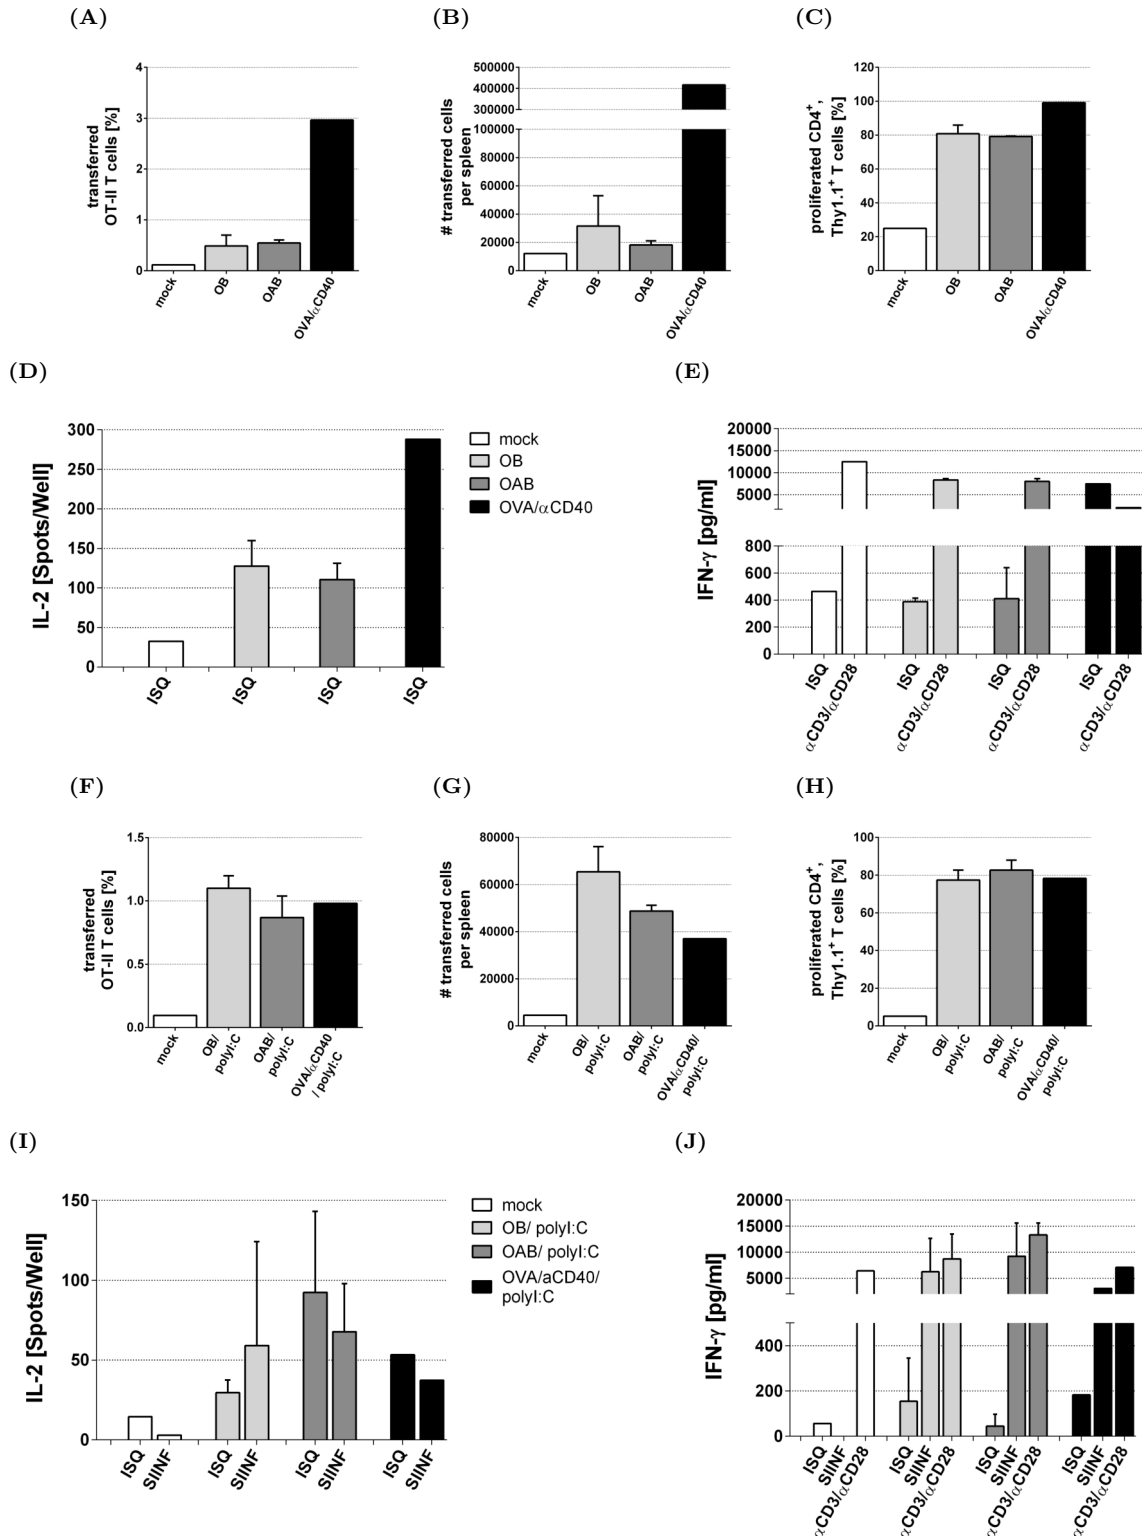 (A)
transferred
OT-II T cells [%]
4
3
2
1
0
mock
OB
OAB
OVA/αCD40
(B)
# transferred cells
per spleen
500000
400000
300000
100000
80000
60000
40000
20000
0
mock
OB
OAB
OVA/αCD40
(C)
proliferated CD4+,
Thy1.1+ T cells [%]
120
100
80
60
40
20
0
mock
OB
OAB
OVA/αCD40
(D)
IL-2 [Spots/Well]
300
250
200
150
100
50
0
ISQ
ISQ
ISQ
ISQ
mock
OB
OAB
OVA/αCD40
(E)
IFN-γ [pg/ml]
20000
15000
10000
5000
800
600
400
200
0
ISQ
αCD3/αCD28
ISQ
αCD3/αCD28
ISQ
αCD3/αCD28
ISQ
αCD3/αCD28
(F)
transferred
OT-II T cells [%]
1.5
1.0
0.5
0.0
mock
OB/
polyI:C
OAB/
polyI:C
OVA/αCD40
/ polyI:C
(G)
# transferred cells
per spleen
80000
60000
40000
20000
0
mock
OB/
polyI:C
OAB/
polyI:C
OVA/αCD40/
polyI:C
(H)
proliferated CD4+,
Thy1.1+ T cells [%]
100
80
60
40
20
0
mock
OB/
polyI:C
OAB/
polyI:C
OVA/αCD40/
polyI:C
(I)
IL-2 [Spots/Well]
150
100
50
0
ISQ
SIINF
ISQ
SIINF
ISQ
SIINF
ISQ
SIINF
mock
OB/ polyI:C
OAB/ polyI:C
OVA/aCD40/
polyI:C
(J)
IFN-γ [pg/ml]
20000
15000
10000
5000
400
200
0
ISQ
SIINF
αCD3/αCD28
ISQ
SIINF
αCD3/αCD28
ISQ
SIINF
αCD3/αCD28
ISQ
SIINF
αCD3/αCD28